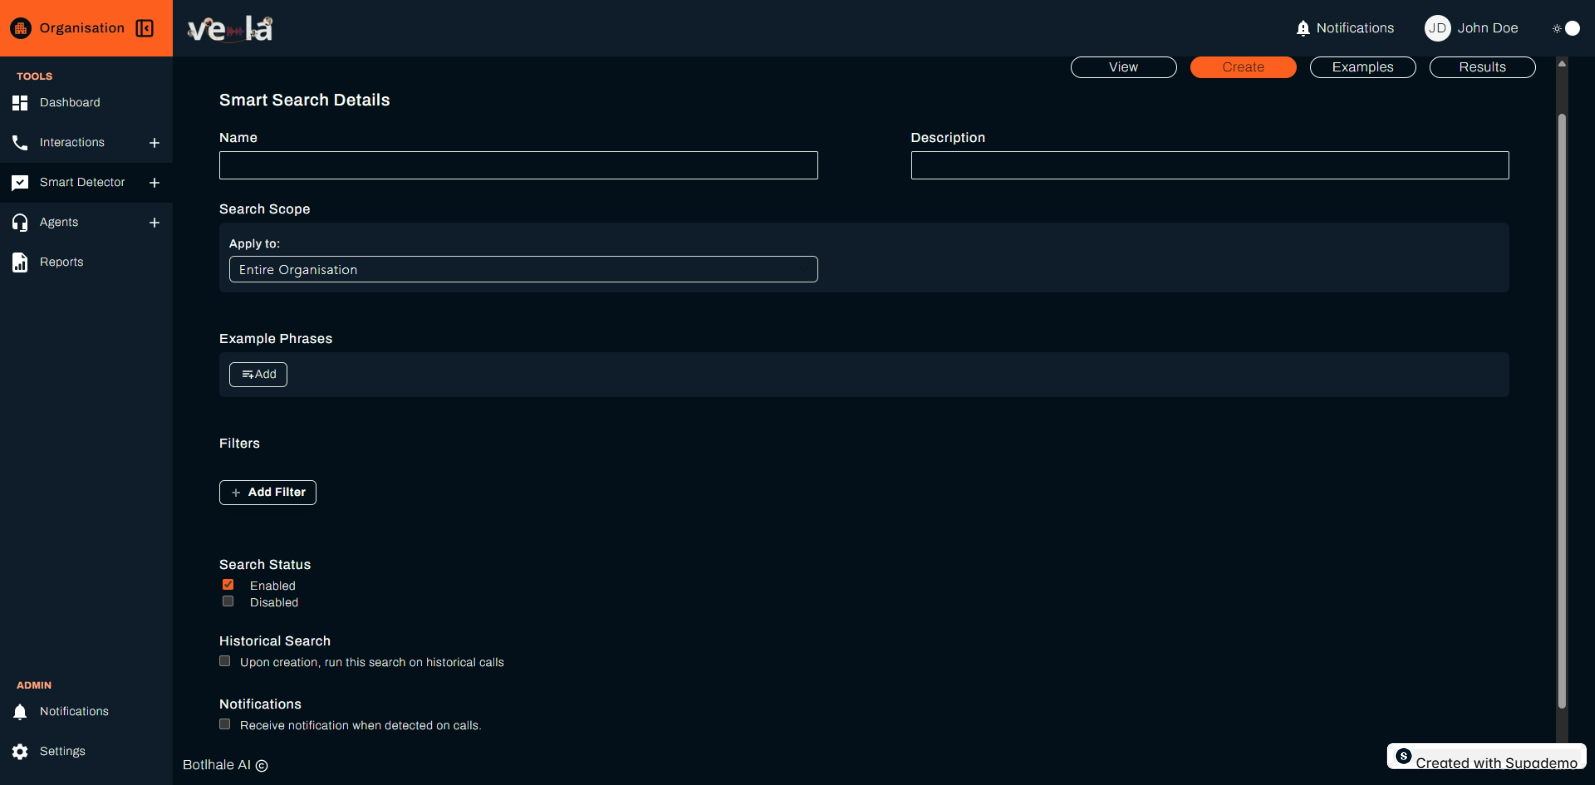 Organisation
vela
Notifications
JD John Doe
TOOLS
Dashboard
Interactions
Smart Detector
Agents
Reports
View
Create
Examples
Results
Smart Search Details
Name
Description
Search Scope
Apply to:
Entire Organisation
Example Phrases
Add
Filters
+ Add Filter
Search Status
Enabled
Disabled
Historical Search
Upon creation, run this search on historical calls
Notifications
Receive notification when detected on calls.
ADMIN
Notifications
Settings
Botlhale AI ©
S Created with Supademo